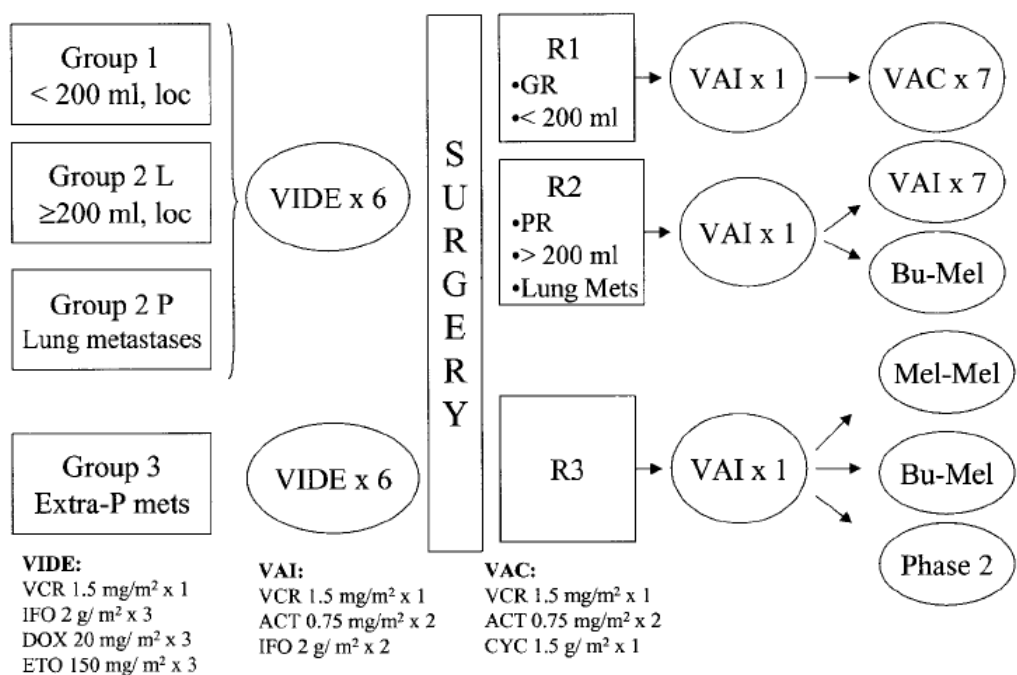 Group 1
< 200 ml, loc
Group 2 L
≥200 ml, loc
Group 2 P
Lung metastases
Group 3
Extra-P mets
VIDE x 6
VIDE x 6
SURGERY
R1
•GR
•< 200 ml
VAI x 1
VAC x 7
R2
•PR
•> 200 ml
•Lung Mets
VAI x 1
VAI x 7
Bu-Mel
R3
VAI x 1
Mel-Mel
Bu-Mel
Phase 2
VIDE:
VCR 1.5 mg/m² x 1
IFO 2 g/ m² x 3
DOX 20 mg/ m² x 3
ETO 150 mg/ m² x 3
VAI:
VCR 1.5 mg/m² x 1
ACT 0.75 mg/m² x 2
IFO 2 g/ m² x 2
VAC:
VCR 1.5 mg/m² x 1
ACT 0.75 mg/m² x 2
CYC 1.5 g/m² x 1